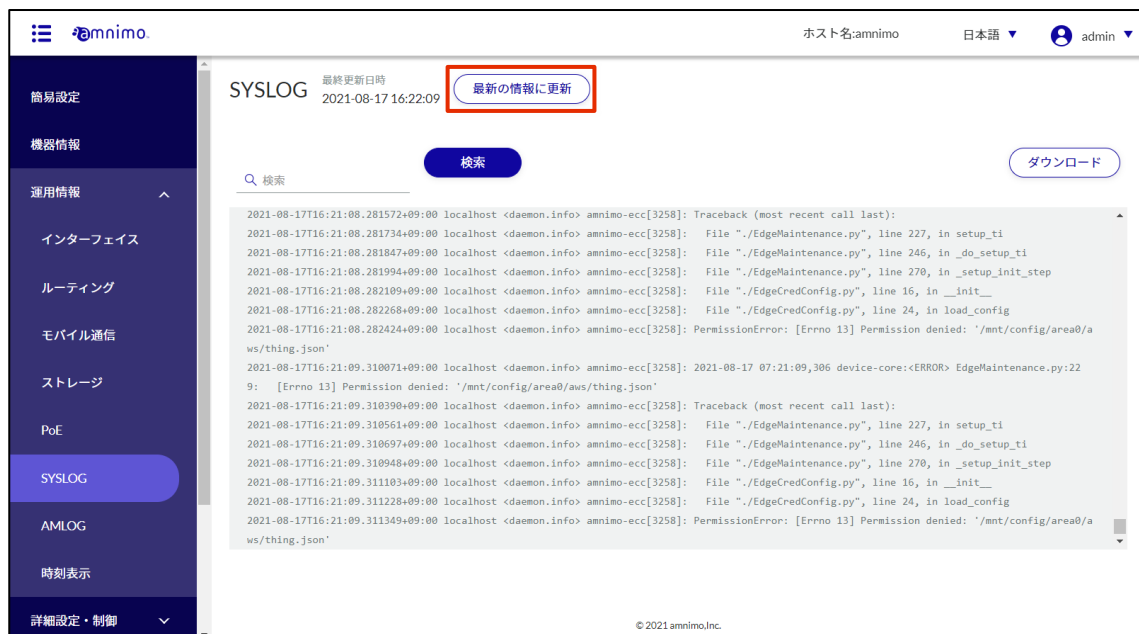 amnimo.
ホスト名:amnimo
日本語 ▼
admin ▼
簡易設定
機器情報
運用情報
インターフェイス
ルーティング
モバイル通信
ストレージ
PoE
SYSLOG
AMLOG
時刻表示
詳細設定・制御
SYSLOG
最終更新日時
2021-08-17 16:22:09
最新の情報に更新
検索
検索
ダウンロード
2021-08-17T16:21:08.281572+09:00 localhost <daemon.info> amnimo-ecc[3258]: Traceback (most recent call last):
2021-08-17T16:21:08.281734+09:00 localhost <daemon.info> amnimo-ecc[3258]:   File "./EdgeMaintenance.py", line 227, in setup_ti
2021-08-17T16:21:08.281847+09:00 localhost <daemon.info> amnimo-ecc[3258]:   File "./EdgeMaintenance.py", line 246, in _do_setup_ti
2021-08-17T16:21:08.281994+09:00 localhost <daemon.info> amnimo-ecc[3258]:   File "./EdgeMaintenance.py", line 270, in _setup_init_step
2021-08-17T16:21:08.282109+09:00 localhost <daemon.info> amnimo-ecc[3258]:   File "./EdgeCredConfig.py", line 16, in __init__
2021-08-17T16:21:08.282268+09:00 localhost <daemon.info> amnimo-ecc[3258]:   File "./EdgeCredConfig.py", line 24, in load_config
2021-08-17T16:21:08.282424+09:00 localhost <daemon.info> amnimo-ecc[3258]: PermissionError: [Errno 13] Permission denied: '/mnt/config/area0/a
ws/thing.json'
2021-08-17T16:21:09.310071+09:00 localhost <daemon.info> amnimo-ecc[3258]: 2021-08-17 07:21:09,306 device-core:<ERROR> EdgeMaintenance.py:22
9:   [Errno 13] Permission denied: '/mnt/config/area0/aws/thing.json'
2021-08-17T16:21:09.310390+09:00 localhost <daemon.info> amnimo-ecc[3258]: Traceback (most recent call last):
2021-08-17T16:21:09.310561+09:00 localhost <daemon.info> amnimo-ecc[3258]:   File "./EdgeMaintenance.py", line 227, in setup_ti
2021-08-17T16:21:09.310697+09:00 localhost <daemon.info> amnimo-ecc[3258]:   File "./EdgeMaintenance.py", line 246, in _do_setup_ti
2021-08-17T16:21:09.310948+09:00 localhost <daemon.info> amnimo-ecc[3258]:   File "./EdgeMaintenance.py", line 270, in _setup_init_step
2021-08-17T16:21:09.311103+09:00 localhost <daemon.info> amnimo-ecc[3258]:   File "./EdgeCredConfig.py", line 16, in __init__
2021-08-17T16:21:09.311228+09:00 localhost <daemon.info> amnimo-ecc[3258]:   File "./EdgeCredConfig.py", line 24, in load_config
2021-08-17T16:21:09.311349+09:00 localhost <daemon.info> amnimo-ecc[3258]: PermissionError: [Errno 13] Permission denied: '/mnt/config/area0/a
ws/thing.json'
© 2021 amnimo,Inc.